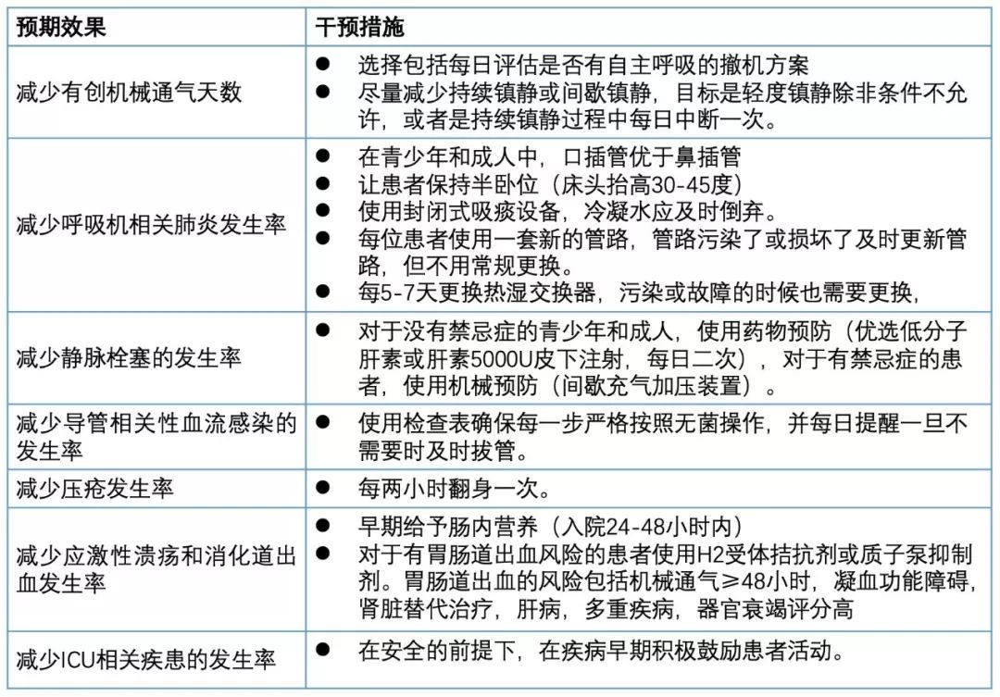 预期效果
干预措施
减少有创机械通气天数
● 选择包括每日评估是否有自主呼吸的撤机方案
● 尽量减少持续镇静或间歇镇静，目标是轻度镇静除非条件不允
许，或者是持续镇静过程中每日中断一次。
减少呼吸机相关肺炎发生率
● 在青少年和成人中，口插管优于鼻插管
● 让患者保持半卧位（床头抬高30-45度）
● 使用封闭式吸痰设备，冷凝水应及时倒弃。
● 每位患者使用一套新的管路，管路污染了或损坏了及时更新管
路，但不用常规更换。
● 每5-7天更换热湿交换器，污染或故障的时候也需要更换，
减少静脉栓塞的发生率
● 对于没有禁忌症的青少年和成人，使用药物预防（优选低分子
肝素或肝素5000U皮下注射，每日二次），对于有禁忌症的患
者，使用机械预防（间歇充气加压装置）。
减少导管相关性血流感染的
发生率
● 使用检查表确保每一步严格按照无菌操作，并每日提醒一旦不
需要时及时拔管。
减少压疮发生率
● 每两小时翻身一次。
减少应激性溃疡和消化道出
血发生率
● 早期给予肠内营养（入院24-48小时内）
● 对于有胃肠道出血风险的患者使用H2受体拮抗剂或质子泵抑制
剂。胃肠道出血的风险包括机械通气≥48小时，凝血功能障碍，
肾脏替代治疗，肝病，多重疾病，器官衰竭评分高
减少ICU相关疾患的发生率
● 在安全的前提下，在疾病早期积极鼓励患者活动。